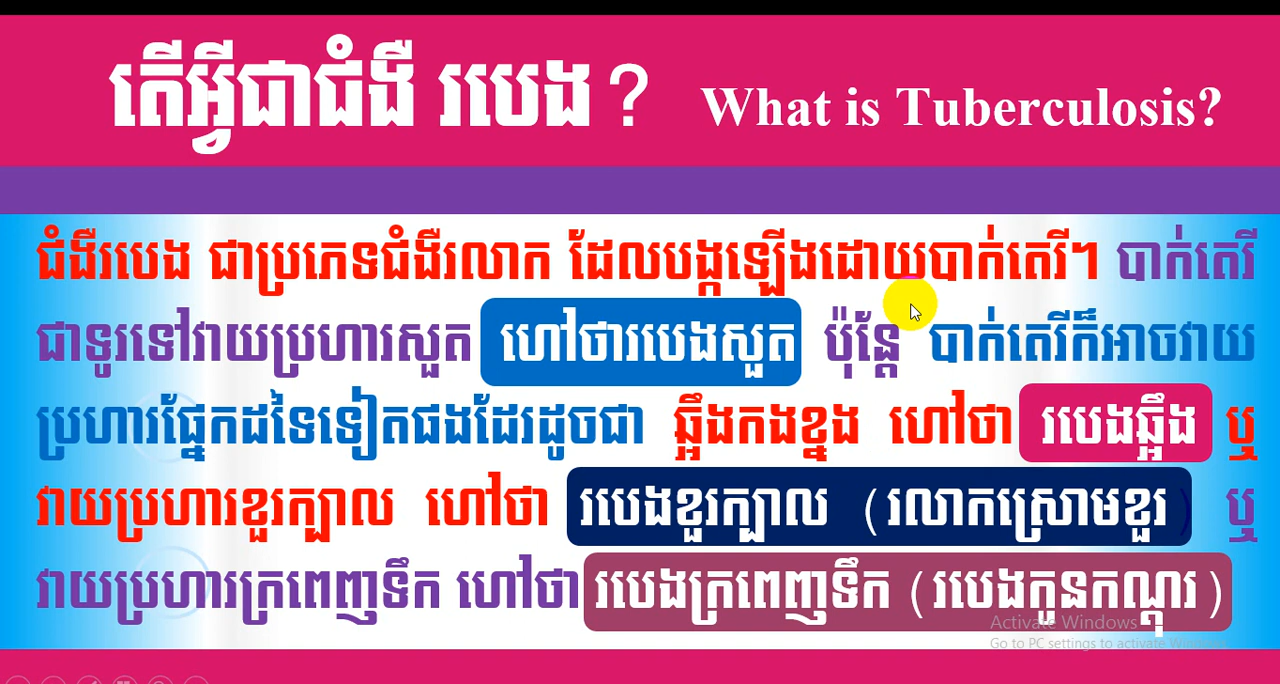 តើអ្វីជាជំងឺ របេង? What is Tuberculosis?
ជំងឺរបេង ជាប្រភេទជំងឺរលាក ដែលបង្កឡើងដោយបាក់តេរី។ បាក់តេរី
ជាទូរទៅវាយប្រហារសួត ហៅថារបេងសួត ប៉ុន្តែ បាក់តេរីក៏អាចវាយ
ប្រហារផ្នែកដទៃទៀតផងដែរដូចជា ឆ្អឹងកងខ្នង ហៅថា របេងឆ្អឹង ឬ
វាយប្រហារខួរក្បាល ហៅថា របេងខួរក្បាល (រលាកស្រោមខួរ) ឬ
វាយប្រហារក្រពេញទឹក ហៅថា របេងក្រពេញទឹក (របេងកូនកណ្ដុរ)
Activate Windows
Go to PC settings to activate Windows.